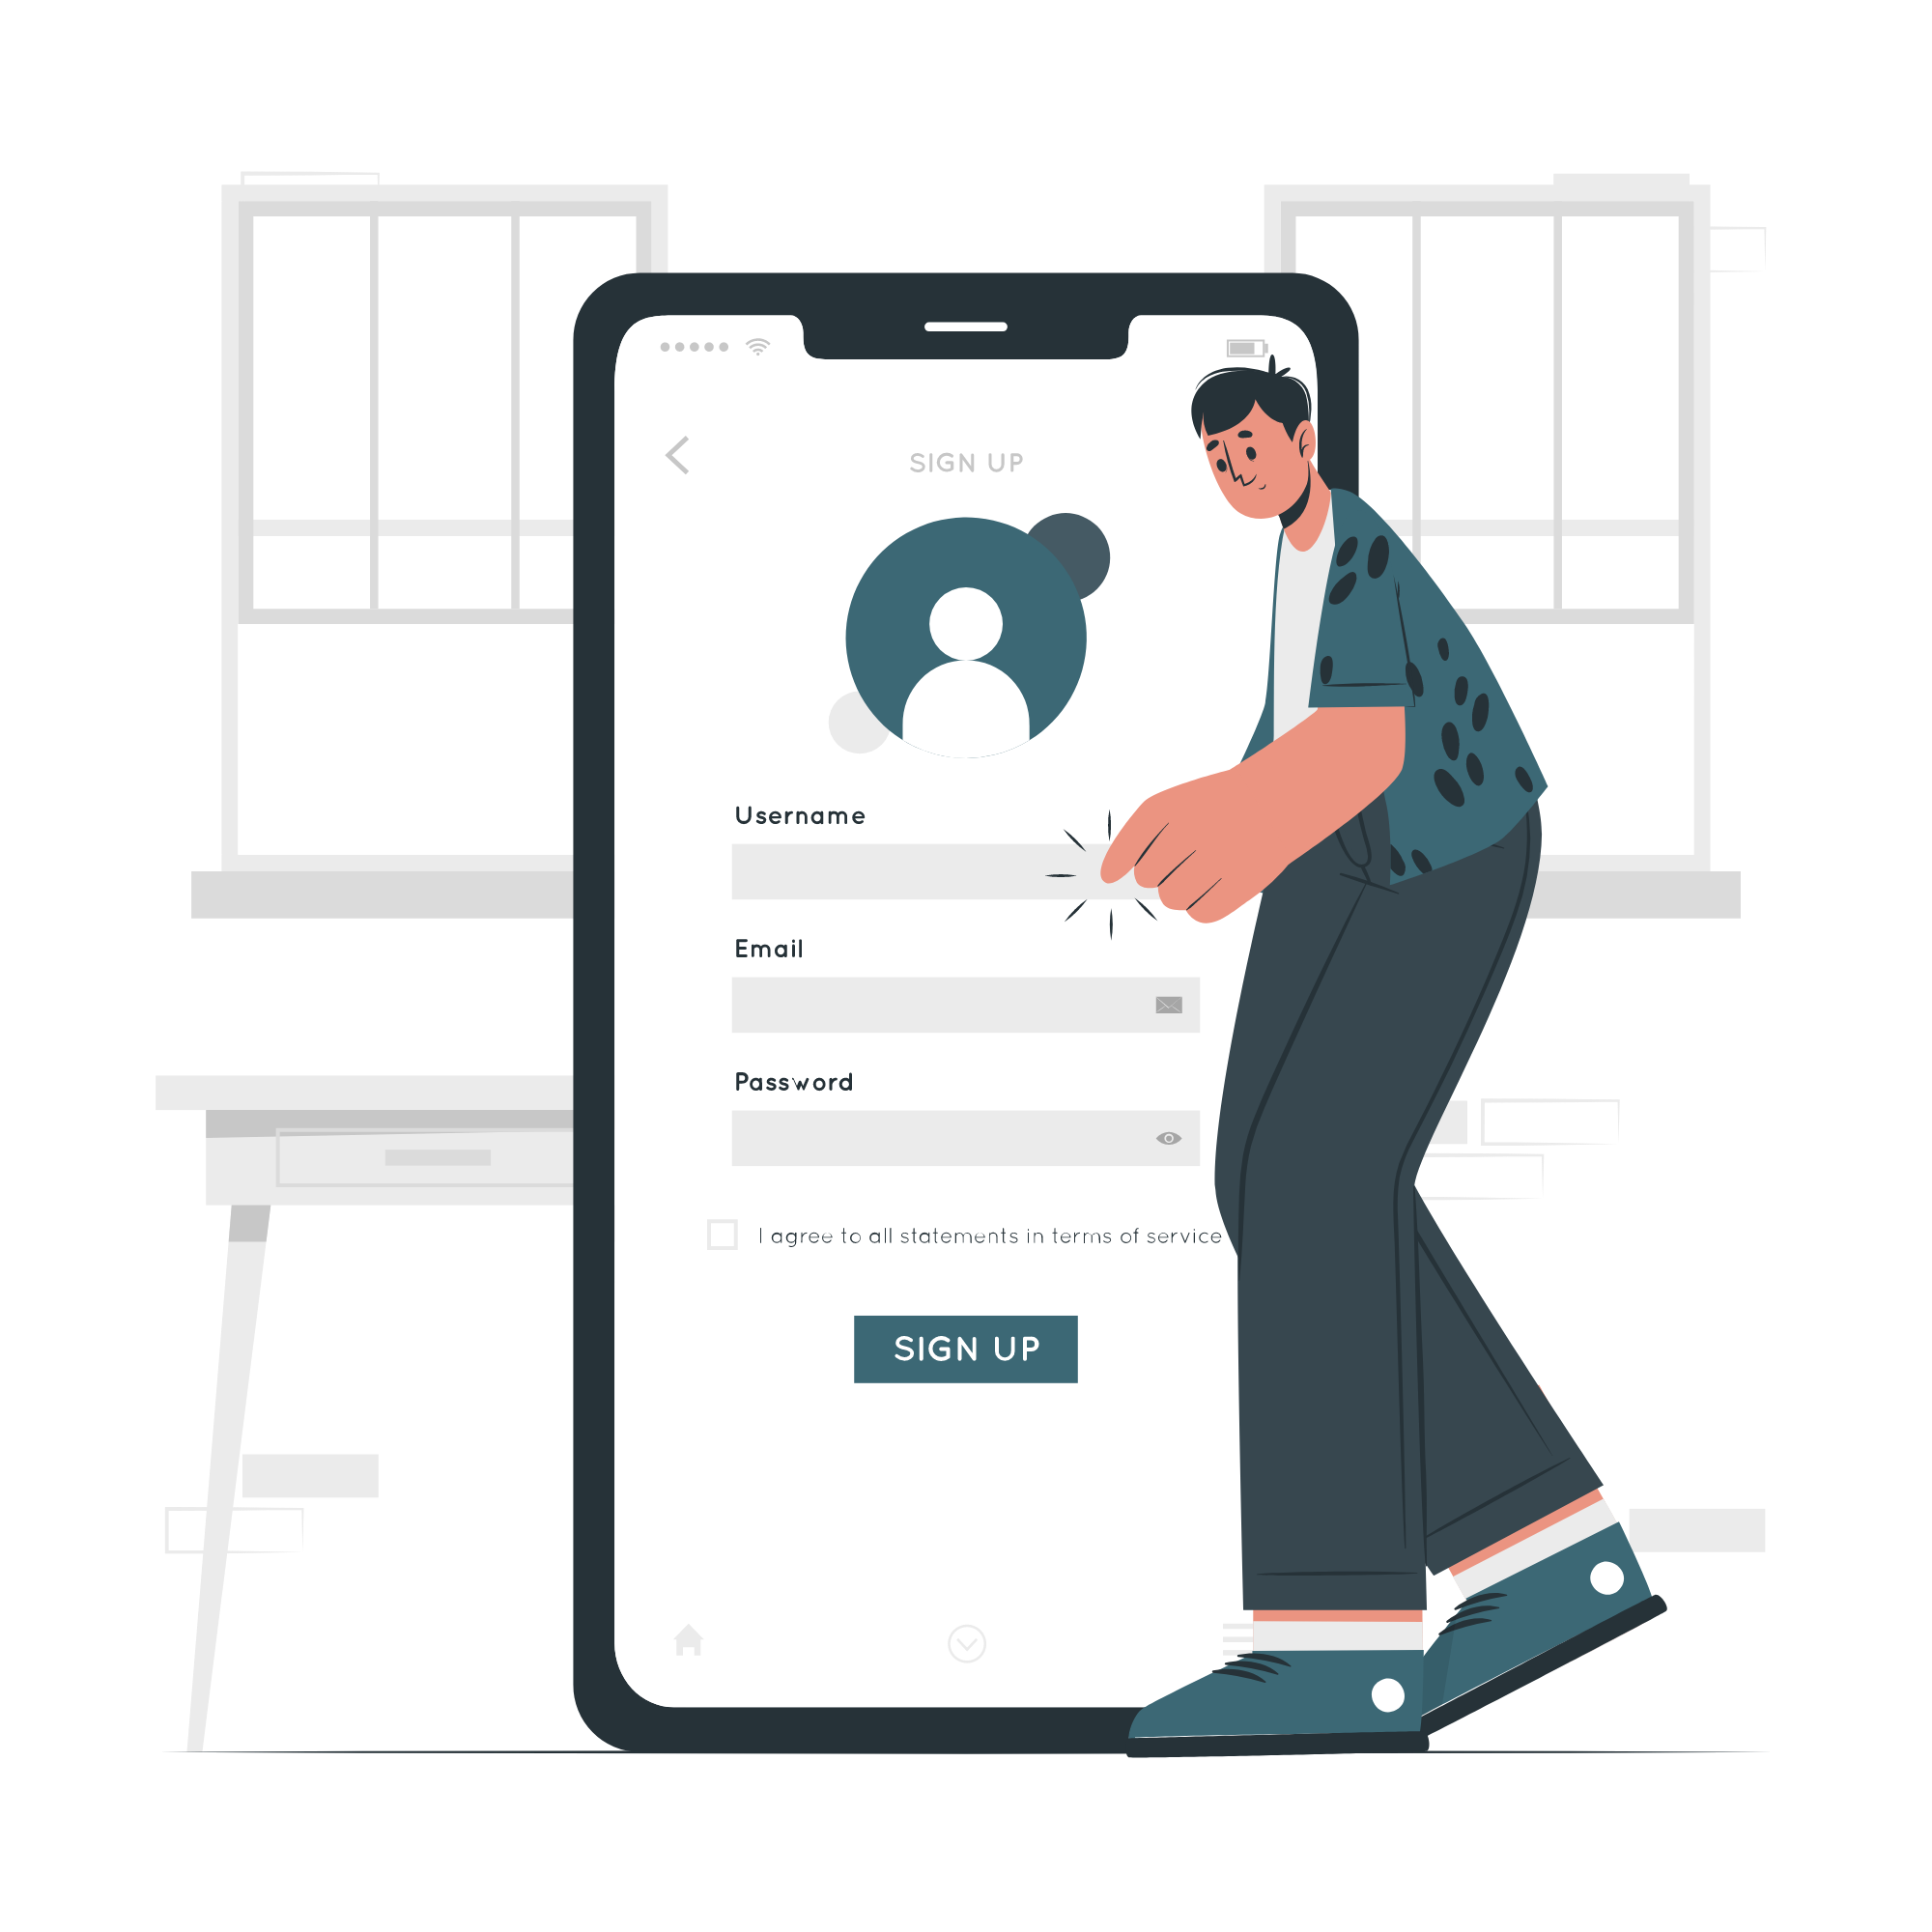 SIGN UP
Username
Email
Password
I agree to all statements in terms of service
SIGN UP